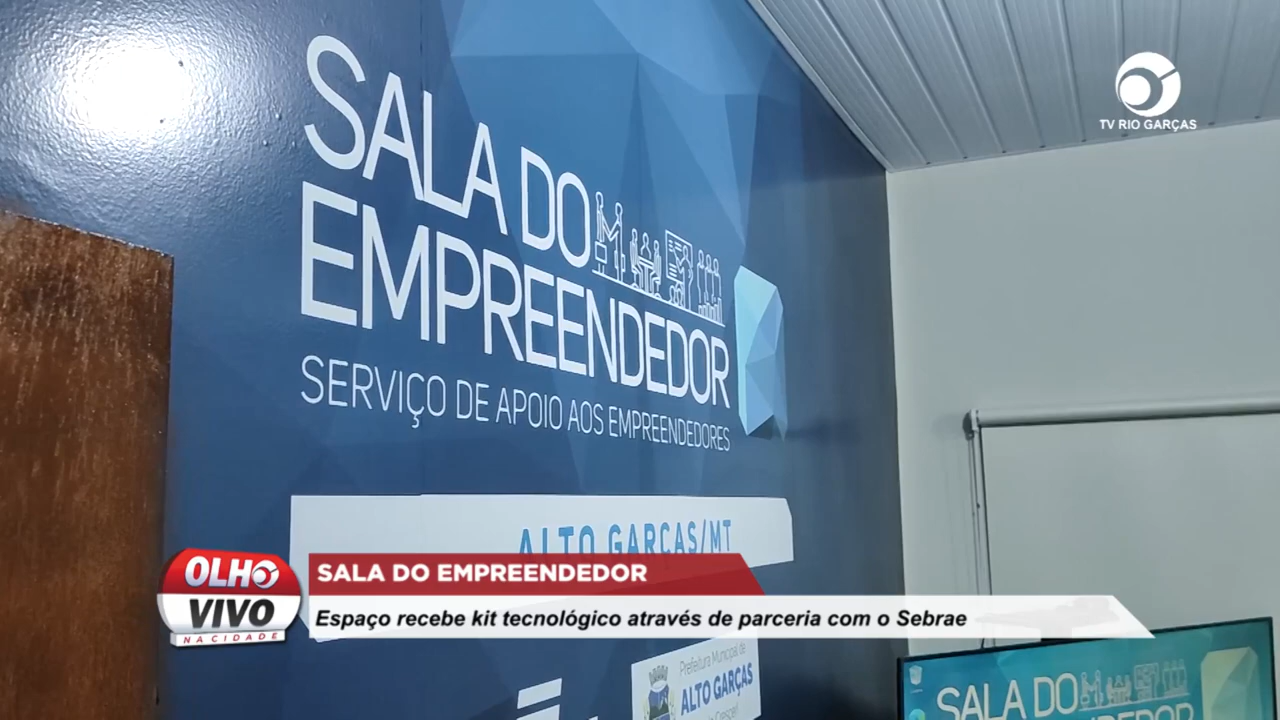 SALA DO
EMPREENDEDOR
SERVIÇO DE APOIO AOS EMPREENDEDORES
TV RIO GARÇAS
ALTO GARÇAS/MT
OLHO
VIVO
NA CIDADE
SALA DO EMPREENDEDOR
Espaço recebe kit tecnológico através de parceria com o Sebrae
Prefeitura Municipal de
ALTO GARÇAS
SALA DO